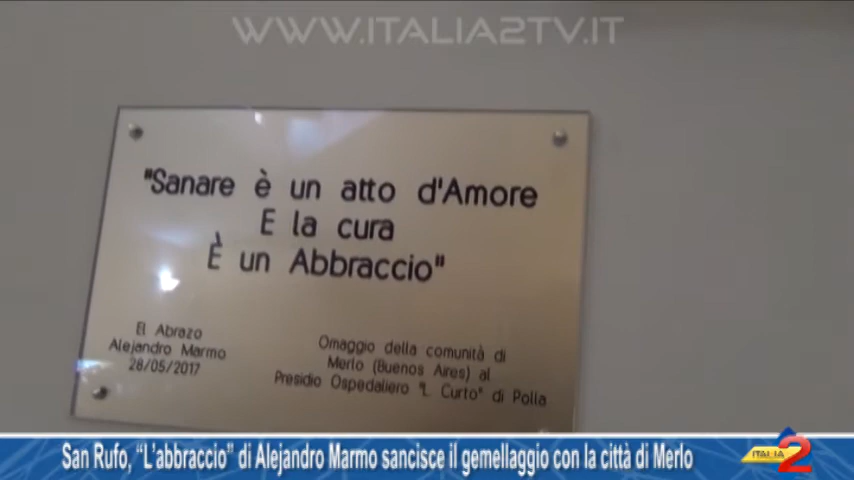 WWW.ITALIA2TV.IT
"Sanare è un atto d'Amore
E la cura
È un Abbraccio"
El Abrazo
Alejandro Marmo
28/05/2017
Omaggio della comunità di
Merlo (Buenos Aires) al
Presidio Ospedaliero "L. Curto" di Polla
San Rufo, “L'abbraccio” di Alejandro Marmo sancisce il gemellaggio con la città di Merlo
ITALIA 2